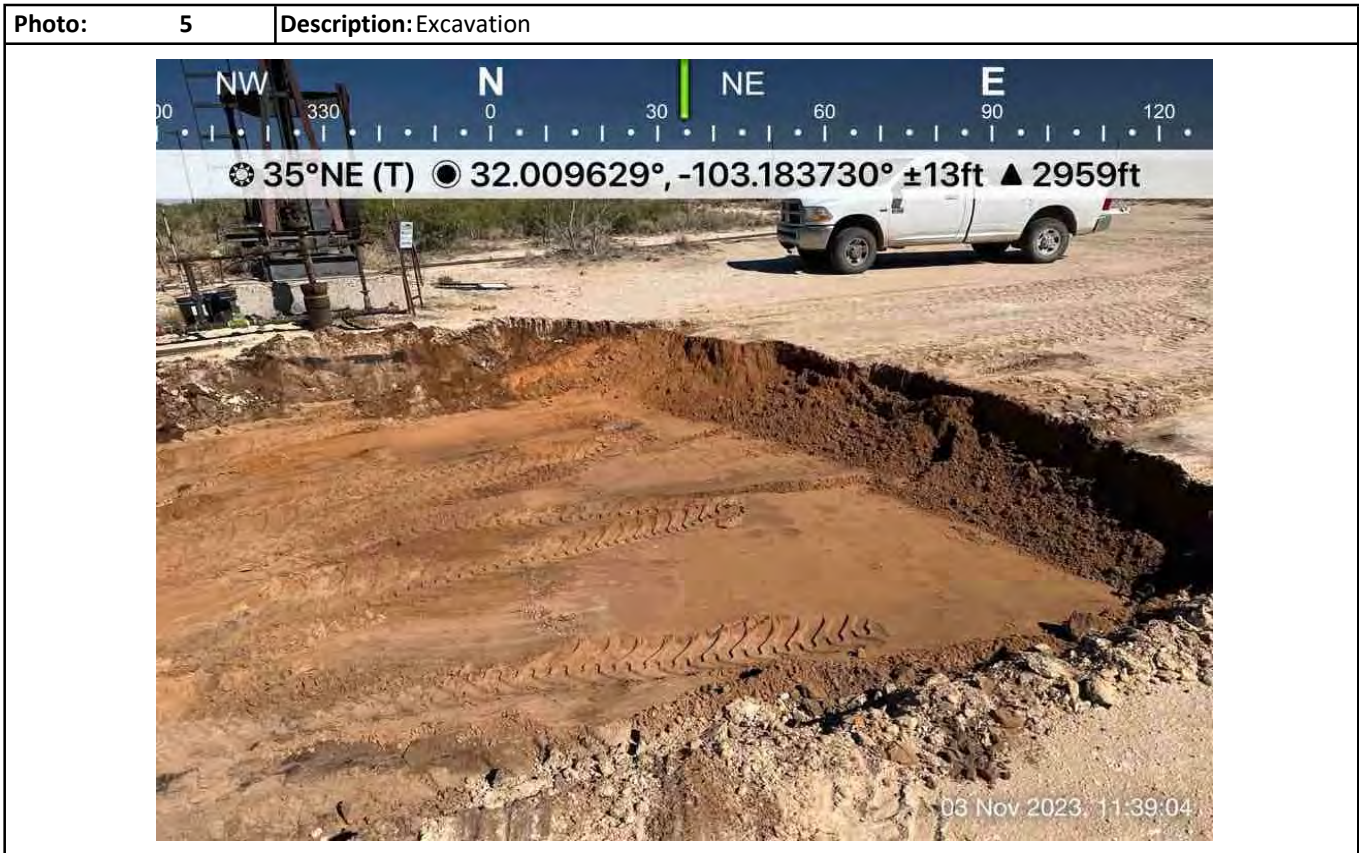 Photo: 5 Description: Excavation
NW N NE E
330 0 30 60 90 120
35°NE (T) 32.009629°, -103.183730° ±13ft ▲ 2959ft
03 Nov 2023, 11:39:04